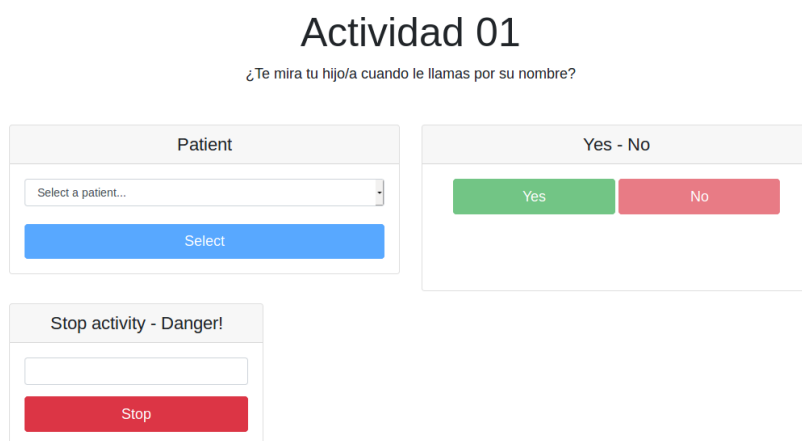 Actividad 01
¿Te mira tu hijo/a cuando le llamas por su nombre?
Patient
Select a patient...
Select
Yes - No
Yes
No
Stop activity - Danger!
Stop